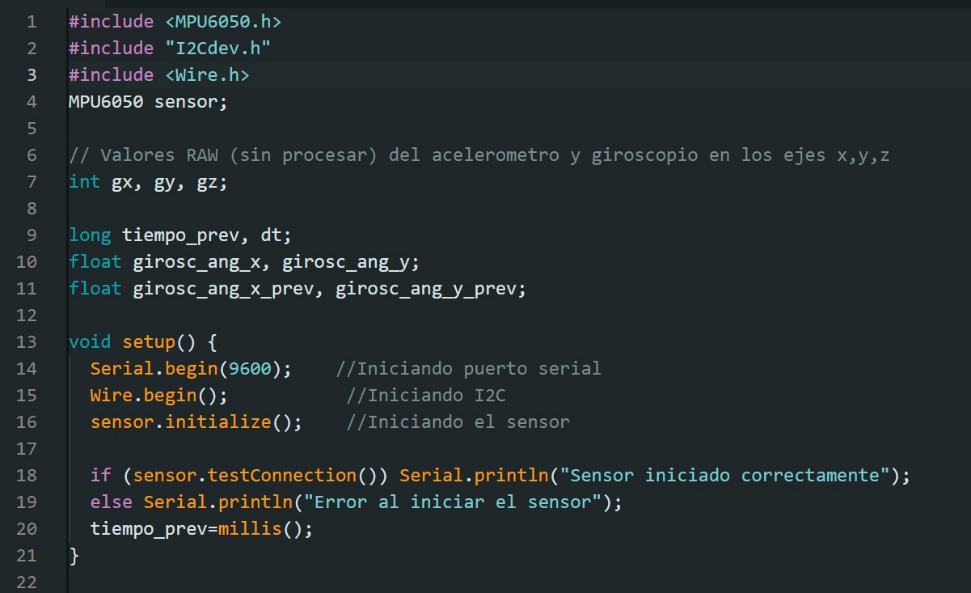 1 #include <MPU6050.h>
2 #include "I2Cdev.h"
3 #include <Wire.h>
4 MPU6050 sensor;
5
6 // Valores RAW (sin procesar) del acelerometro y giroscopio en los ejes x,y,z
7 int gx, gy, gz;
8
9 long tiempo_prev, dt;
10 float girosc_ang_x, girosc_ang_y;
11 float girosc_ang_x_prev, girosc_ang_y_prev;
12
13 void setup() {
14   Serial.begin(9600);    //Iniciando puerto serial
15   Wire.begin();           //Iniciando I2C
16   sensor.initialize();    //Iniciando el sensor
17
18   if (sensor.testConnection()) Serial.println("Sensor iniciado correctamente");
19   else Serial.println("Error al iniciar el sensor");
20   tiempo_prev=millis();
21 }
22